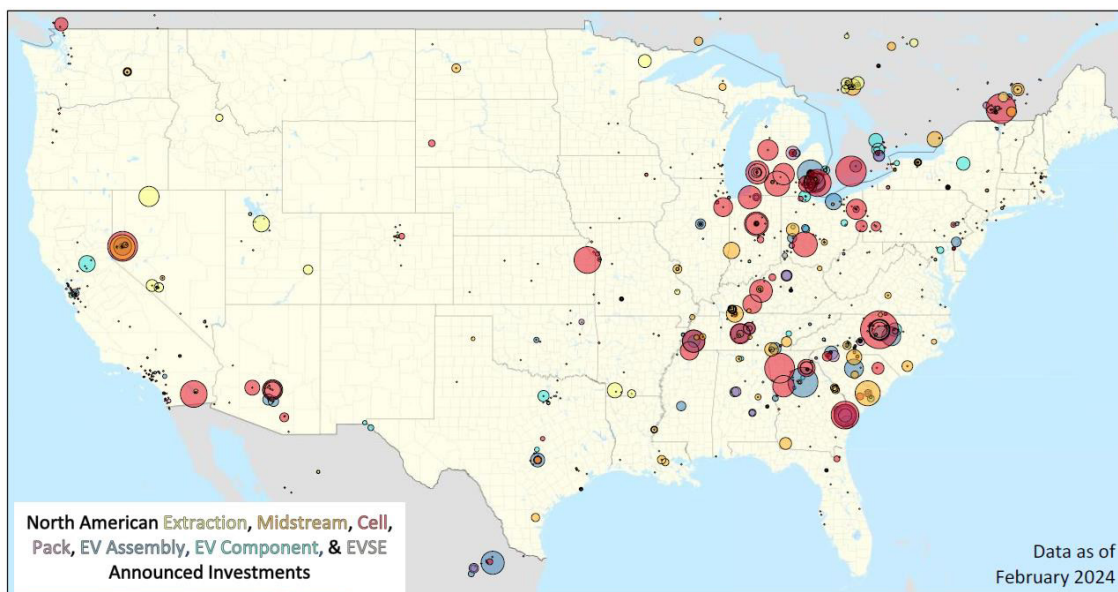 North American Extraction, Midstream, Cell,
Pack, EV Assembly, EV Component, & EVSE
Announced Investments
Data as of
February 2024